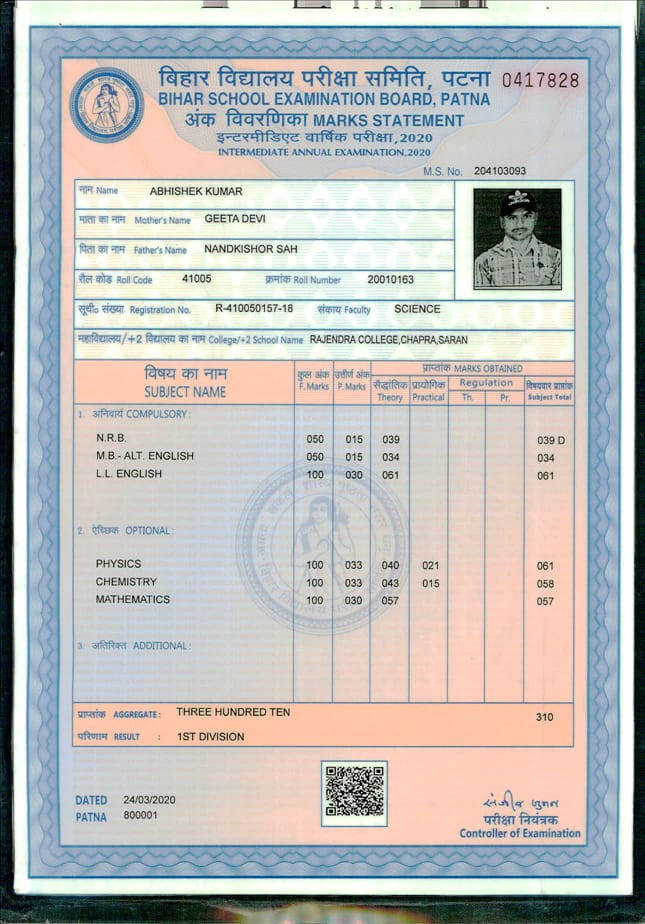 बिहार विद्यालय परीक्षा समिति, पटना 0417828
BIHAR SCHOOL EXAMINATION BOARD, PATNA
अंक विवरणिका MARKS STATEMENT
इन्टरमीडिएट वार्षिक परीक्षा,2020
INTERMEDIATE ANNUAL EXAMINATION,2020
M.S. No. 204103093
नाम Name ABHISHEK KUMAR
माता का नाम Mother's Name GEETA DEVI
पिता का नाम Father's Name NANDKISHOR SAH
रौल कोड Roll Code 41005 क्रमांक Roll Number 20010163
सूची० संख्या Registration No. R-410050157-18 संकाय Faculty SCIENCE
महाविद्यालय/+2 विद्यालय का नाम College/+2 School Name RAJENDRA COLLEGE,CHAPRA,SARAN
विषय का नाम SUBJECT NAME कुल अंक F. Marks उत्तीर्ण अंक P. Marks प्राप्तांक MARKS OBTAINED
सैद्धांतिक Theory प्रायोगिक Practical Regulation Th. Pr. विषयवार प्राप्तांक Subject Total
1. अनिवार्य COMPULSORY:
N.R.B. 050 015 039 039 D
M.B.- ALT. ENGLISH 050 015 034 034
L.L. ENGLISH 100 030 061 061
2. ऐच्छिक OPTIONAL:
PHYSICS 100 033 040 021 061
CHEMISTRY 100 033 043 015 058
MATHEMATICS 100 030 057 057
3. अतिरिक्त ADDITIONAL:
प्राप्तांक AGGREGATE: THREE HUNDRED TEN 310
परिणाम RESULT : 1ST DIVISION
DATED 24/03/2020
PATNA 800001
परीक्षा नियंत्रक
Controller of Examination